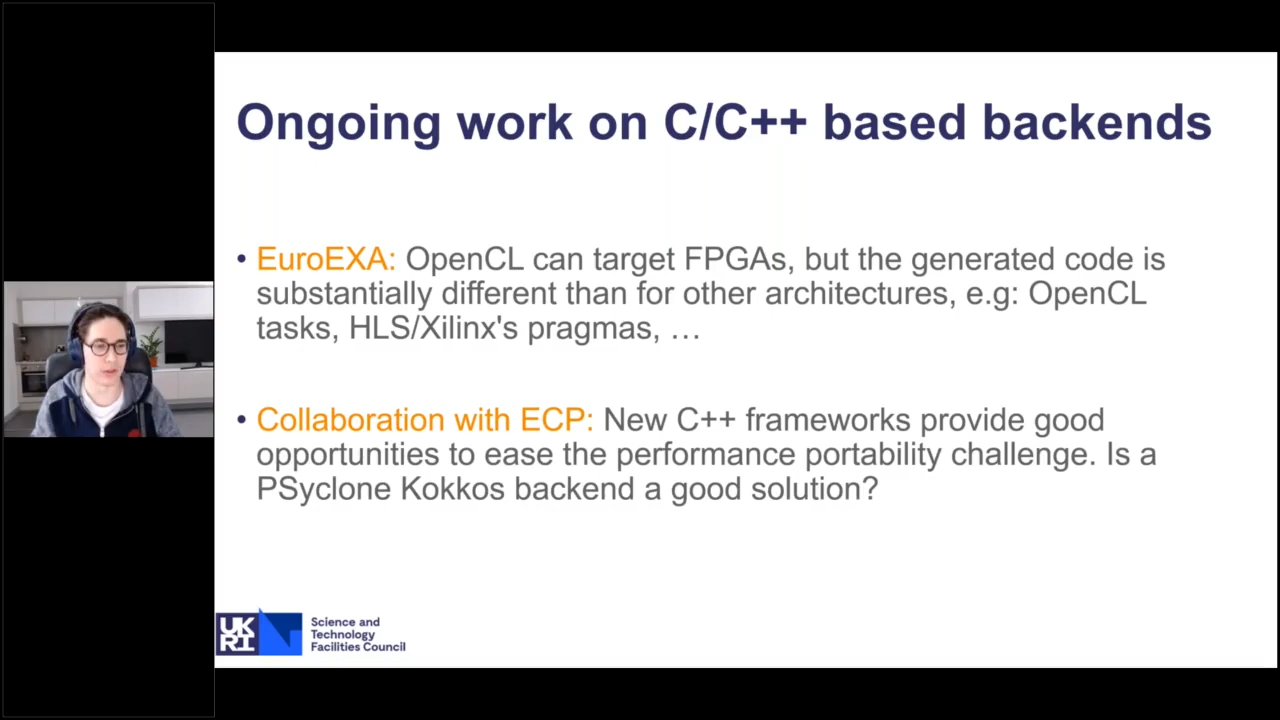 Ongoing work on C/C++ based backends
• EuroEXA: OpenCL can target FPGAs, but the generated code is
substantially different than for other architectures, e.g: OpenCL
tasks, HLS/Xilinx's pragmas, …
• Collaboration with ECP: New C++ frameworks provide good
opportunities to ease the performance portability challenge. Is a
PSyclone Kokkos backend a good solution?
UK
RI
Science and
Technology
Facilities Council